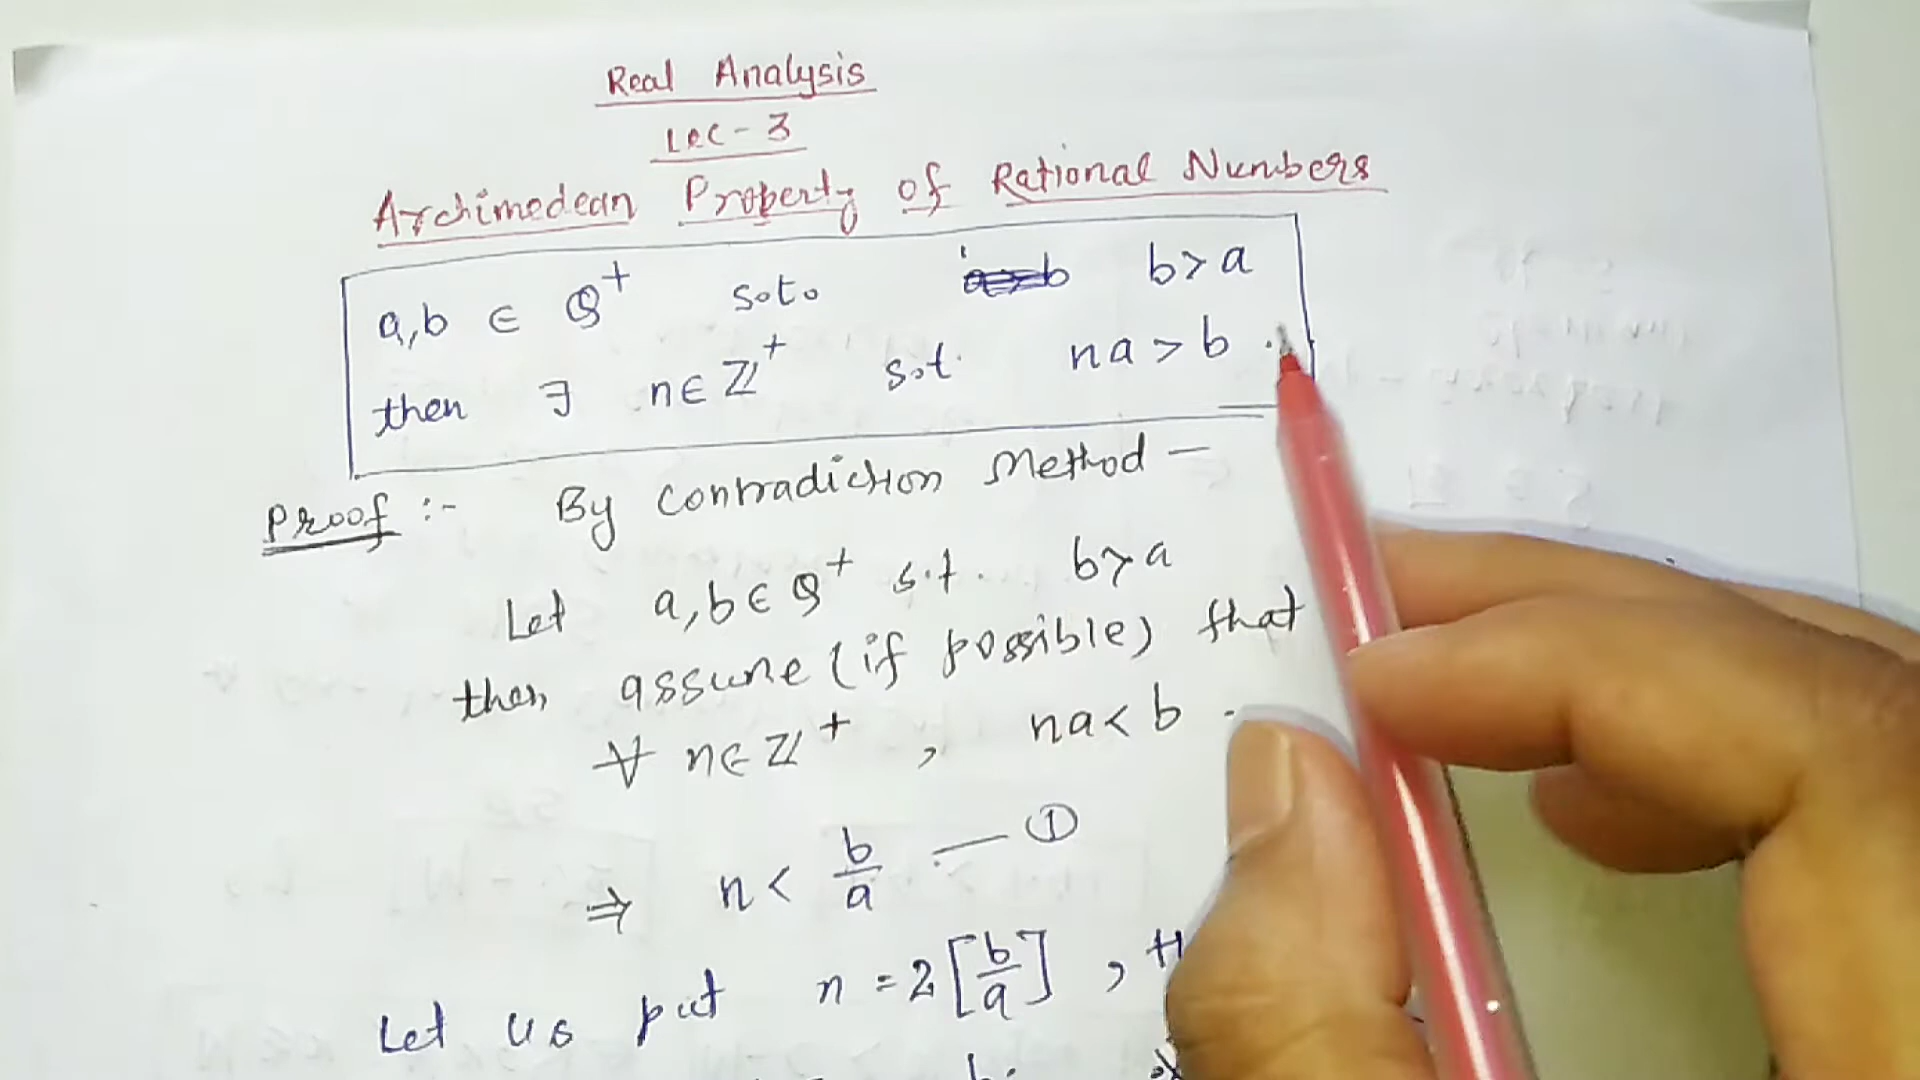 Real Analysis
Lec - 3
Archimedean Property of Rational Numbers
a, b ∈ Q⁺ s.t. b > a
then ∃ n ∈ Z⁺ s.t. na > b .
Proof :- By Contradiction Method -
Let a, b ∈ Q⁺ s.t. b > a
then assume (if possible) that
∀ n ∈ Z⁺ , na < b .
⇒ n < b/a — ①
Let us put n = 2 [b/a] ,